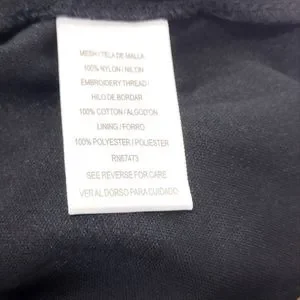 MESH / TELA DE MALLA
100% NYLON / NILON
EMBROIDERY THREAD /
HILO DE BORDAR
100% COTTON / ALGODON
LINING / FORRO
100% POLYESTER / POLIESTER
RN67473
SEE REVERSE FOR CARE
VER AL DORSO PARA CUIDADO